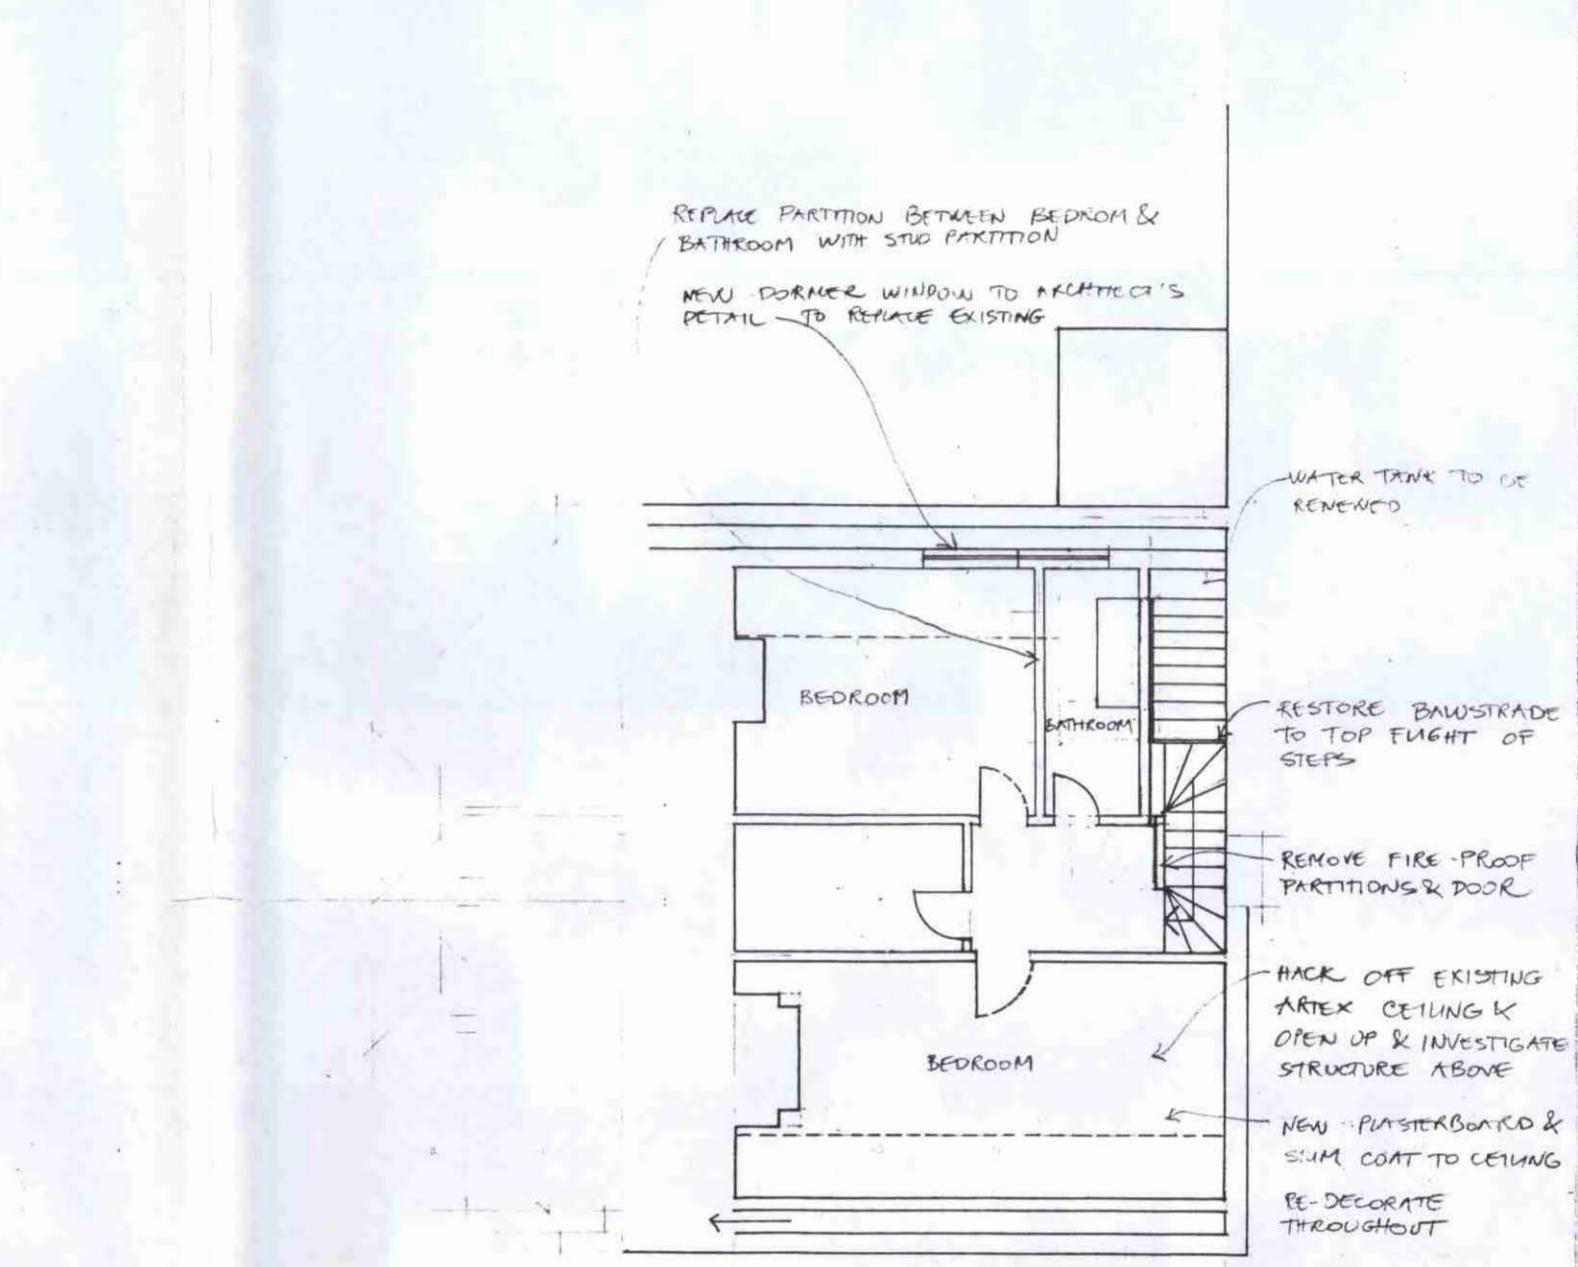 REPLACE PARTITION BETWEEN BEDROM &
BATHROOM WITH STUD PARTITION
NEW DORMER WINDOW TO ARCHITECT'S
DETAIL TO REPLACE EXISTING
WATER TANK TO BE
RENEWED
BEDROOM
BATHROOM
RESTORE BALUSTRADE
TO TOP FLIGHT OF
STEPS
REMOVE FIRE-PROOF
PARTITIONS & DOOR
HACK OFF EXISTING
ARTEX CEILING &
OPEN UP & INVESTIGATE
STRUCTURE ABOVE
BEDROOM
NEW PLASTERBOARD &
SKIM COAT TO CEILING
RE-DECORATE
THROUGHOUT